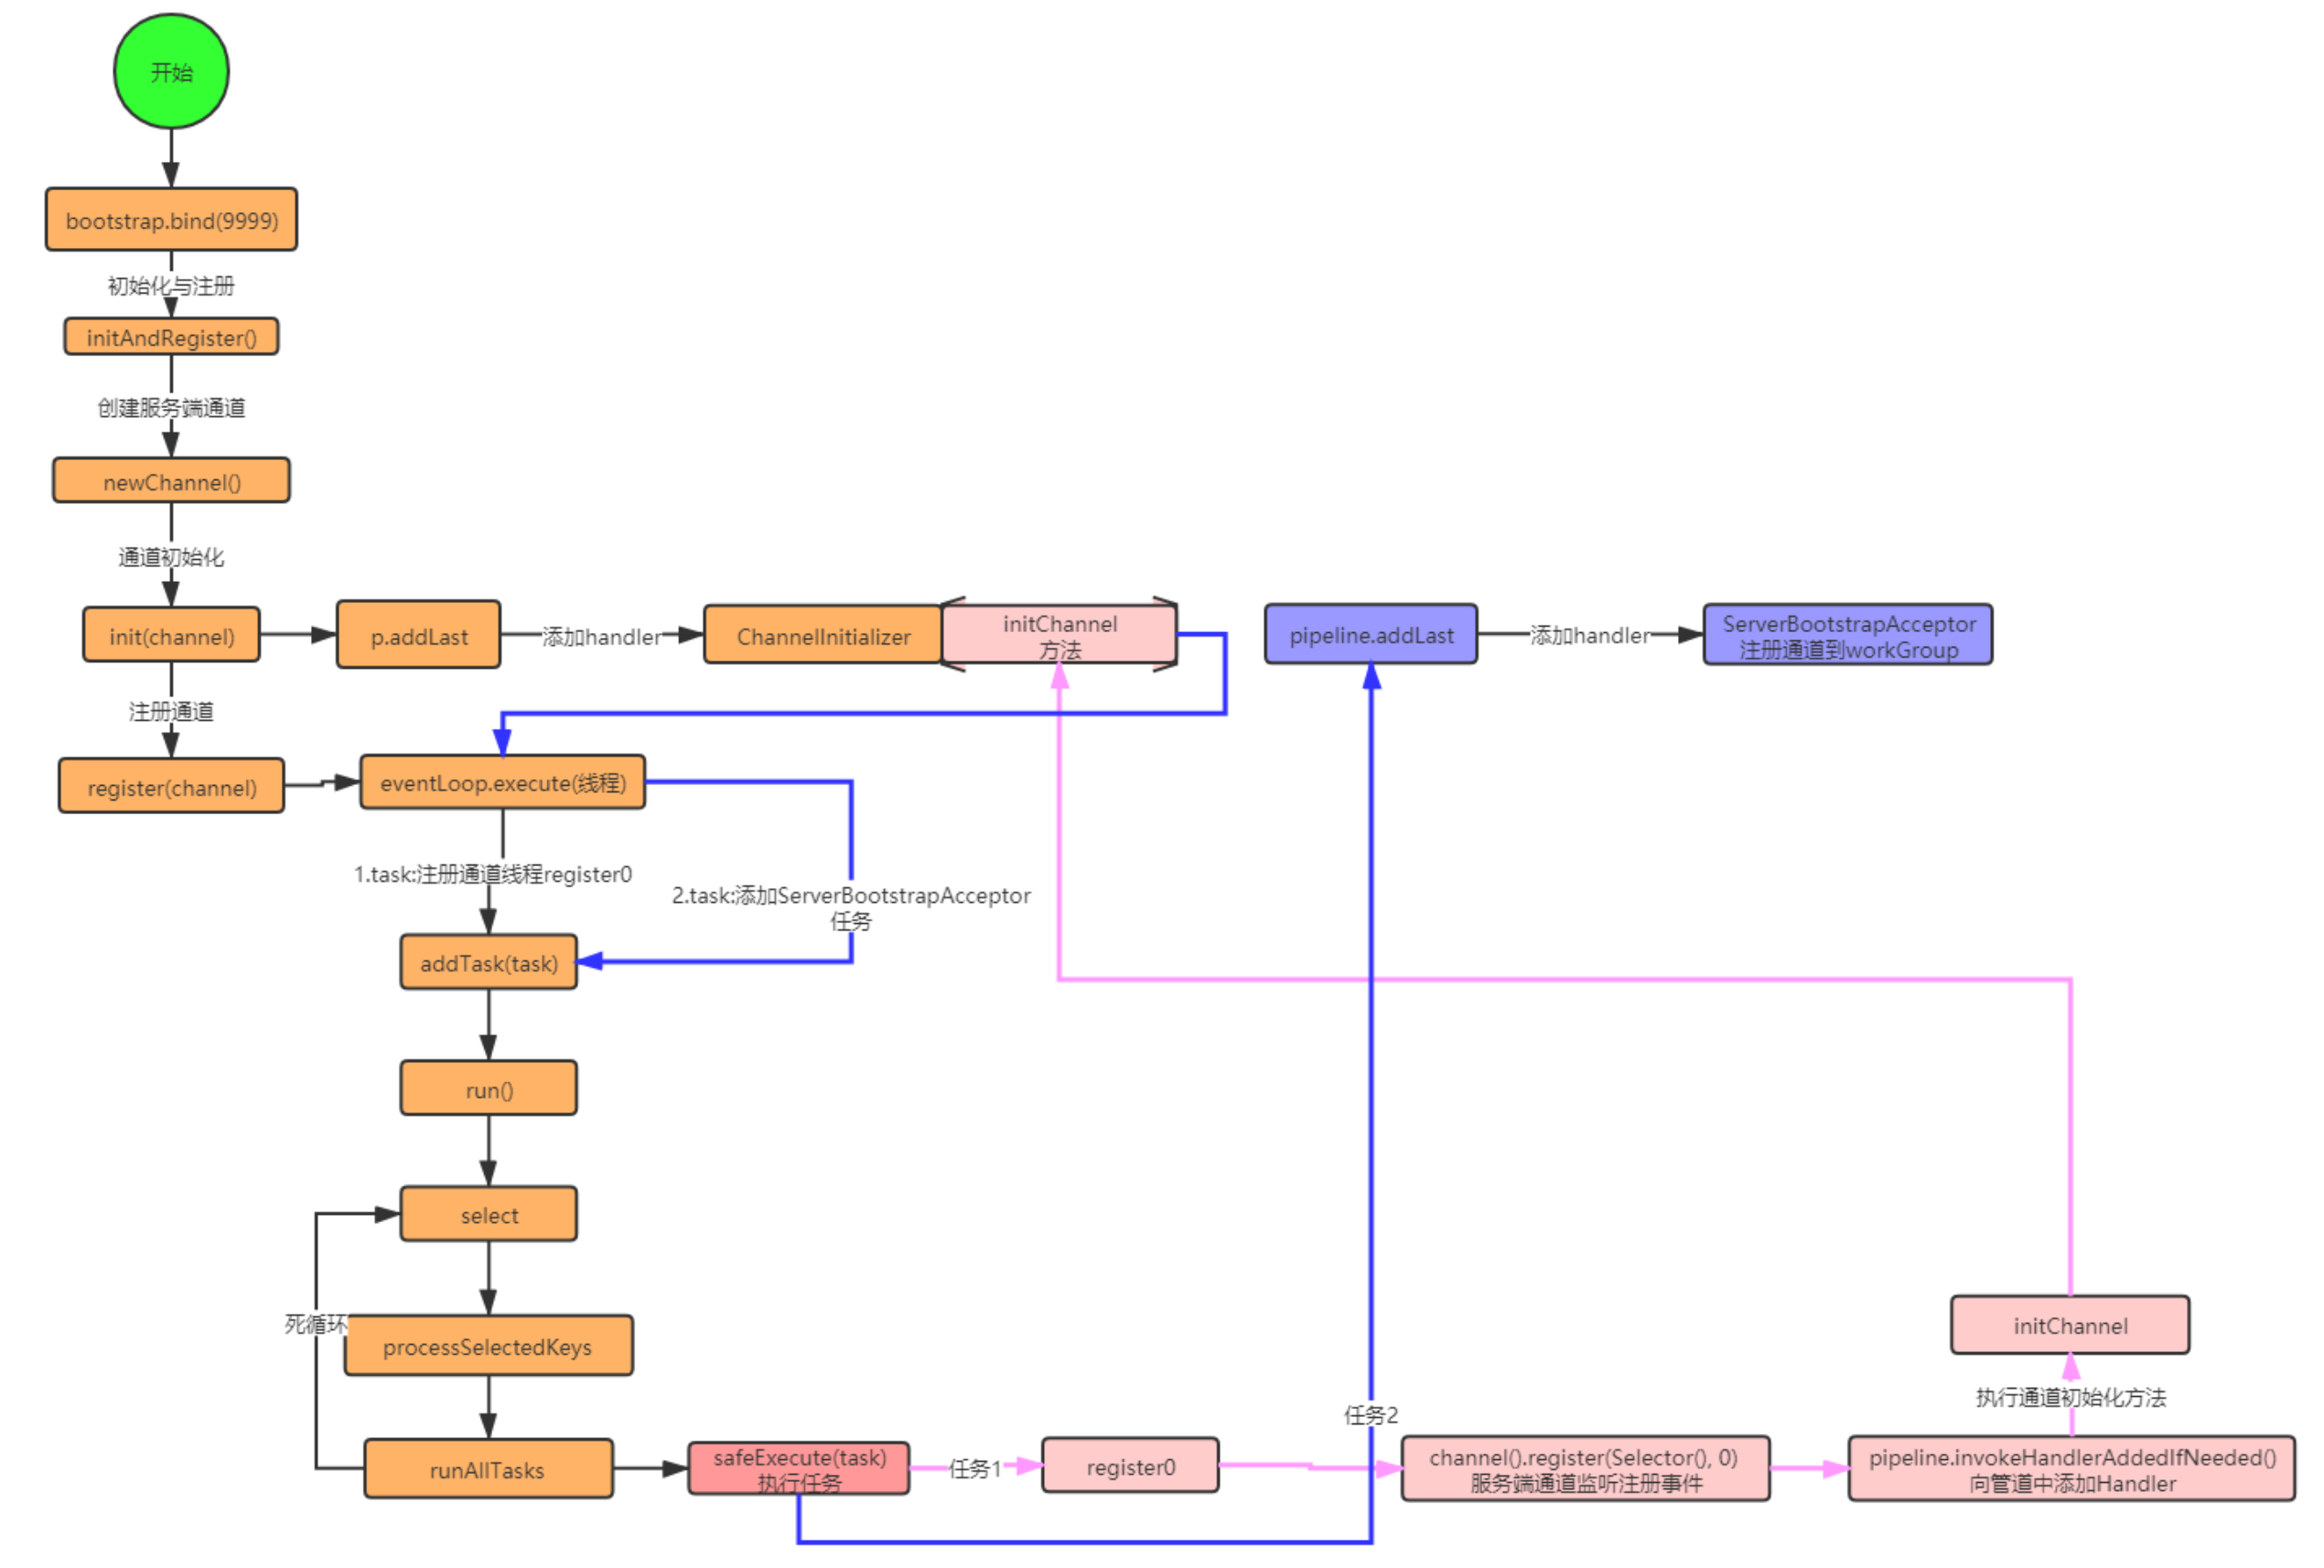 开始
bootstrap.bind(9999)
初始化与注册
initAndRegister()
创建服务端通道
newChannel()
通道初始化
init(channel)
p.addLast
添加handler
ChannelInitializer
initChannel
方法
pipeline.addLast
添加handler
ServerBootstrapAcceptor
注册通道到workGroup
注册通道
register(channel)
eventLoop.execute(线程)
1.task:注册通道线程register0
2.task:添加ServerBootstrapAcceptor
任务
addTask(task)
run()
select
死循环
processSelectedKeys
runAllTasks
safeExecute(task)
执行任务
任务1
register0
任务2
channel().register(Selector(), 0)
服务端通道监听注册事件
pipeline.invokeHandlerAddedIfNeeded()
向管道中添加Handler
执行通道初始化方法
initChannel